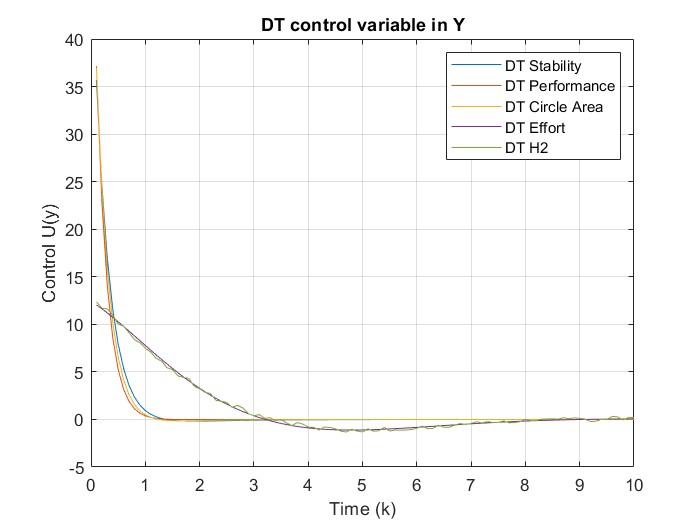 DT control variable in Y
DT Stability
DT Performance
DT Circle Area
DT Effort
DT H2
Control U(y)
40
35
30
25
20
15
10
5
0
-5
0 1 2 3 4 5 6 7 8 9 10
Time (k)